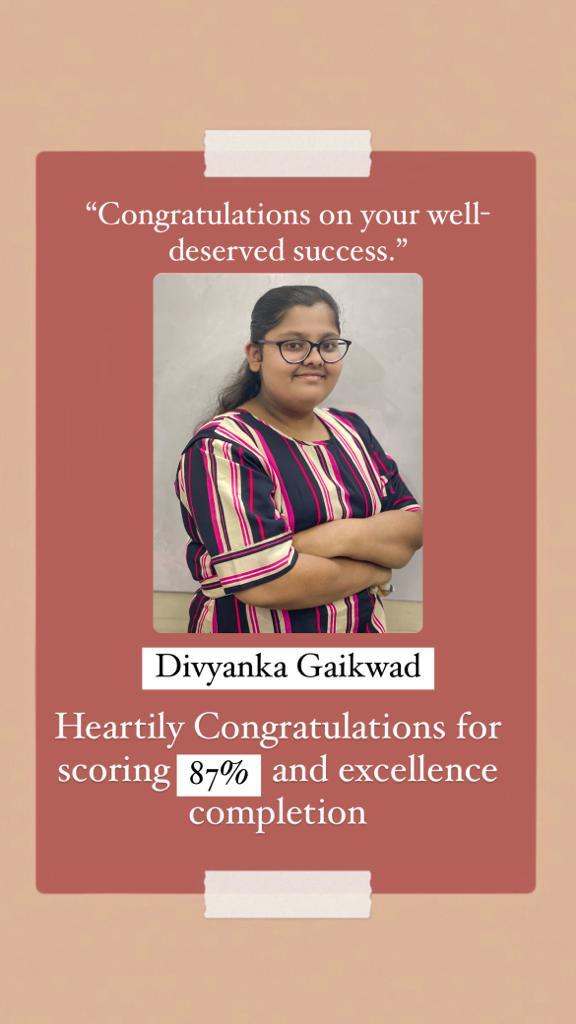 “Congratulations on your well-
deserved success.”
Divyanka Gaikwad
Heartily Congratulations for
scoring 87% and excellence
completion